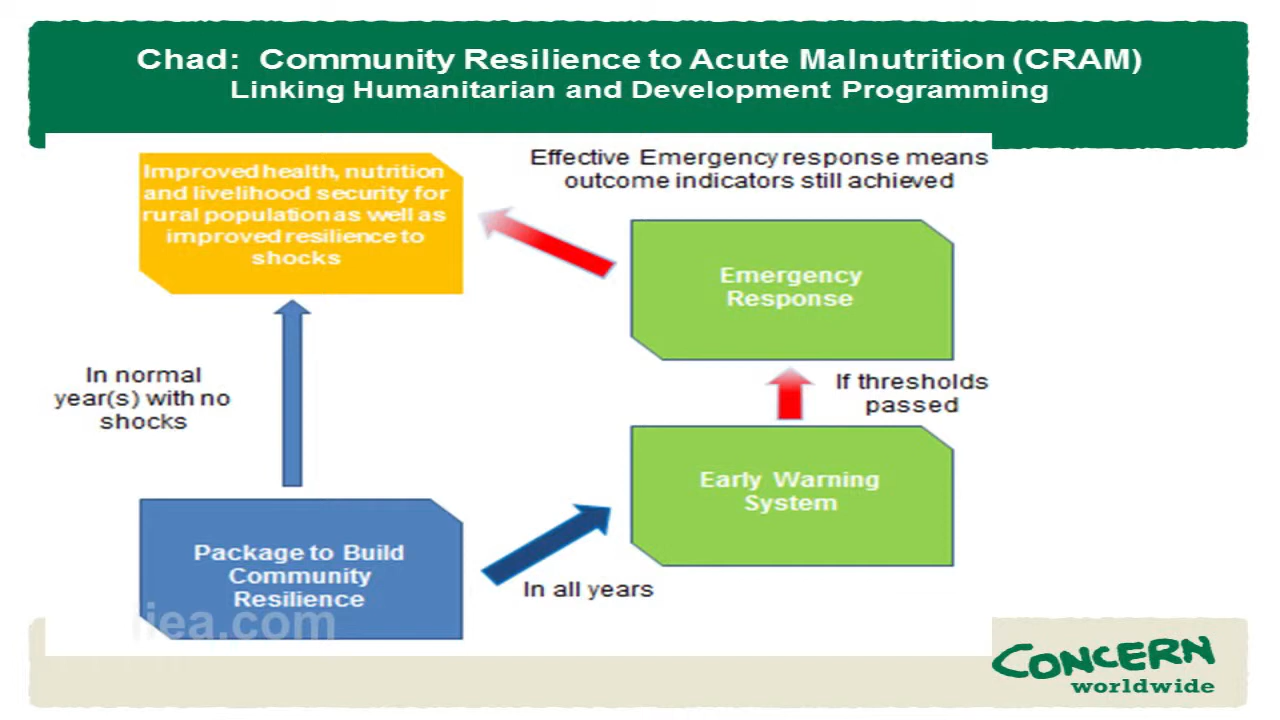 Chad:  Community Resilience to Acute Malnutrition (CRAM)
Linking Humanitarian and Development Programming
Improved health, nutrition
and livelihood security for
rural population as well as
improved resilience to
shocks
Effective Emergency response means
outcome indicators still achieved
Emergency
Response
In normal
year(s) with no
shocks
If thresholds
passed
Early Warning
System
Package to Build
Community
Resilience
In all years
iiea.com
CONCERN
worldwide